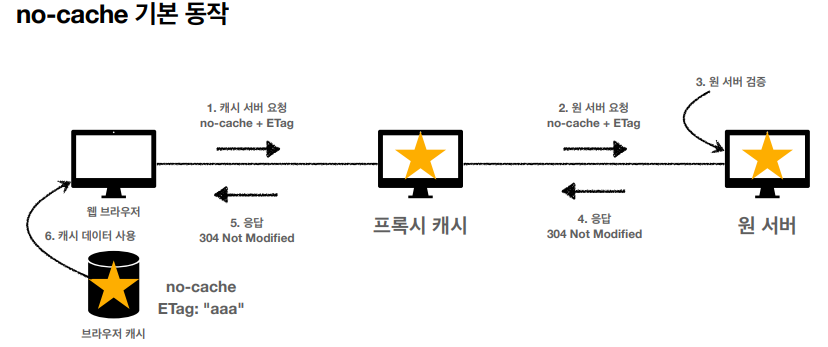 no-cache 기본 동작
3. 원 서버 검증
1. 캐시 서버 요청
no-cache + ETag
2. 원 서버 요청
no-cache + ETag
웹 브라우저
5. 응답
304 Not Modified
프록시 캐시
4. 응답
304 Not Modified
원 서버
6. 캐시 데이터 사용
no-cache
ETag: "aaa"
브라우저 캐시